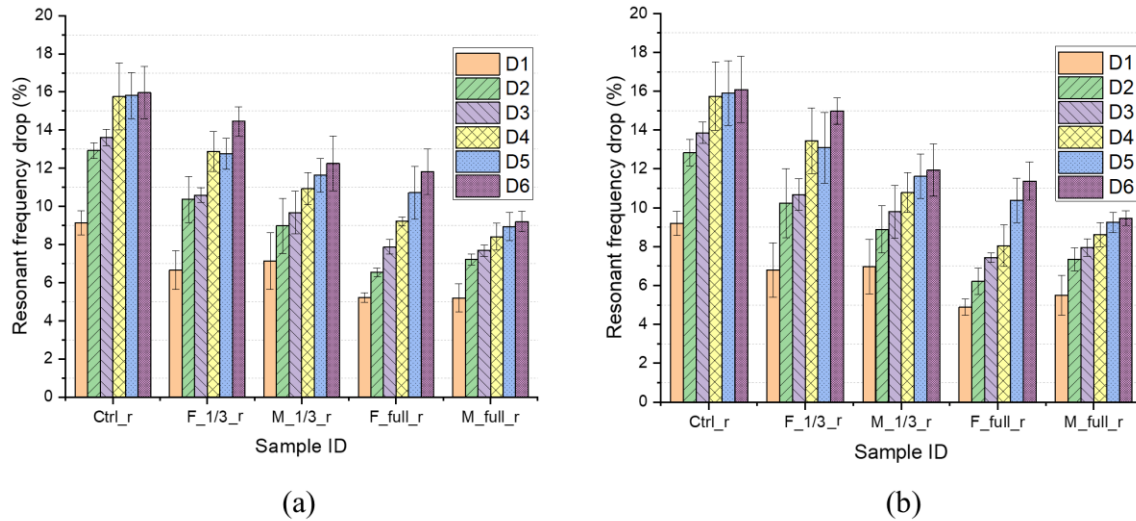 Resonant frequency drop (%)
20
18
16
14
12
10
8
6
4
2
0
D1
D2
D3
D4
D5
D6
Ctrl_r F_1/3_r M_1/3_r F_full_r M_full_r
Sample ID
(a)
Resonant frequency drop (%)
20
18
16
14
12
10
8
6
4
2
0
D1
D2
D3
D4
D5
D6
Ctrl_r F_1/3_r M_1/3_r F_full_r M_full_r
Sample ID
(b)